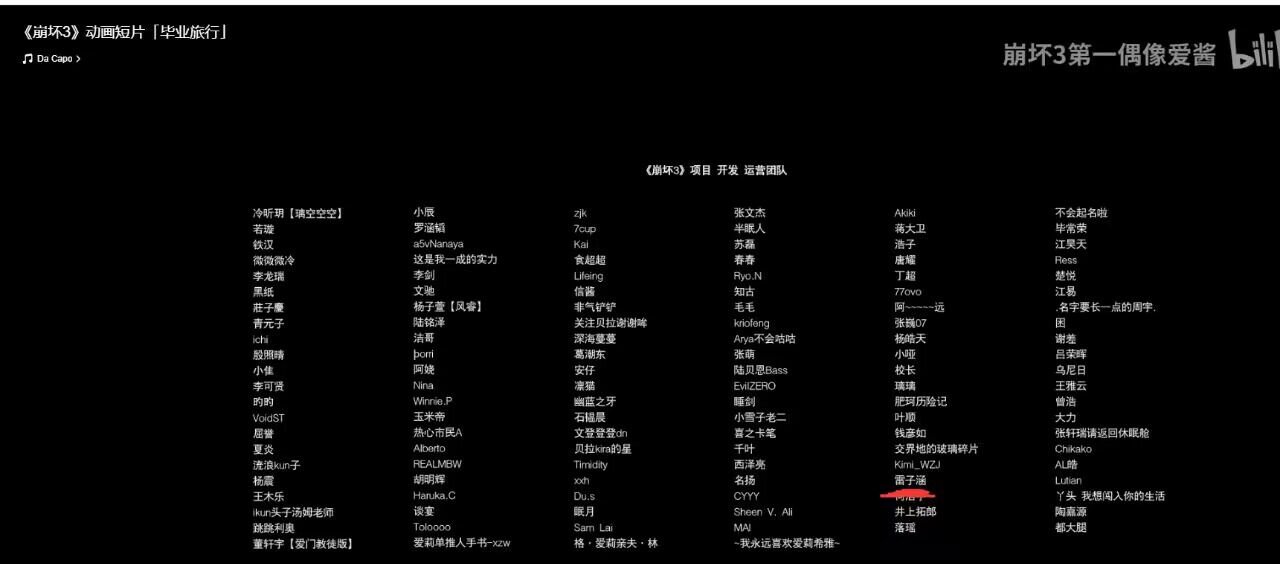 《崩坏3》动画短片「毕业旅行」
Da Capo >
崩坏3第一偶像爱酱 bili
《崩坏3》项目 开发 运营团队
冷昕玥【璃空空空】 小辰 zjk 张文杰 Akiki 不会起名啦
若璇 罗涵韬 7cup 半眠人 蒋大卫 毕常荣
铁汉 a5vNanaya Kai 苏磊 浩子 江昊天
微微微冷 这是我一成的实力 食超超 春春 唐耀 Ress
李龙瑞 李剑 Lifeing Ryo.N 丁超 楚悦
黑纸 文驰 信酱 知古 77ovo 江易
莊子慶 杨子萱【风睿】 非气铲铲 毛毛 阿~~~~~远 .名字要长一点的周宇.
青元子 陆铭泽 关注贝拉谢谢哞 kriofeng 张巍07 困
ichi 洁哥 深海蔓蔓 Arya不会咕咕 杨皓天 谢差
殷照晴 þorri 葛潮东 张萌 小哑 吕荣晖
小隹 阿娆 安仔 陆贝恩Bass 校长 乌尼日
李可贤 Nina 凛猫 EvilZERO 璃璃 王雅云
旳旳 Winnie.P 幽蓝之牙 睡剑 肥珂历险记 曾浩
VoidST 玉米帝 石韫晨 小雪子老二 叶顺 大力
屈誉 热心市民A 文登登登dn 喜之卡笔 钱彦如 张轩瑞请返回休眠舱
夏炎 Alberto 贝拉kira的星 千叶 交界地的玻璃碎片 Chikako
流浪kun子 REALMBW Timidity 西泽亮 Kimi_WZJ AL皓
杨震 胡明辉 xxh 名扬 雷子涵 Lutian
王木乐 Haruka.C Du.s CYYY 丫头 我想闯入你的生活
ikun头子汤姆老师 谈宴 眠月 Sheen V. Ali 井上拓郎 陶嘉源
跳跳利奥 Toloooo Sam Lai MAI 落瑶 都大腿
董轩宇【爱门教徒版】 爱莉单推人手书-xzw 格·爱莉亲夫·林 ~我永远喜欢爱莉希雅~